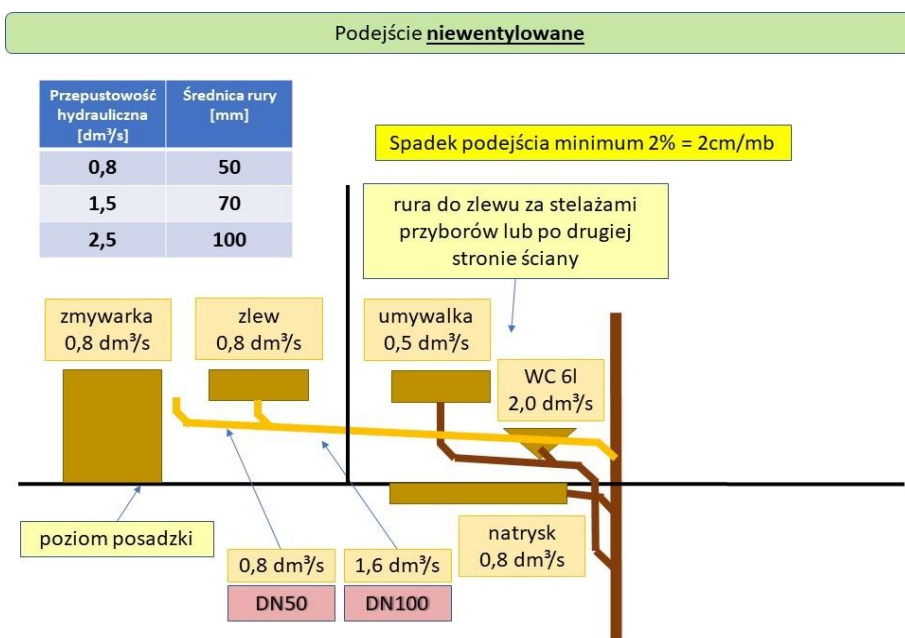 Podejście niewentylowane
Przepustowość
hydrauliczna
[dm³/s]
Średnica rury
[mm]
0,8 50
1,5 70
2,5 100
Spadek podejścia minimum 2% = 2cm/mb
rura do zlewu za stelażami
przyborów lub po drugiej
stronie ściany
zmywarka
0,8 dm³/s
zlew
0,8 dm³/s
umywalka
0,5 dm³/s
WC 6l
2,0 dm³/s
poziom posadzki
natrysk
0,8 dm³/s
0,8 dm³/s
DN50
1,6 dm³/s
DN100